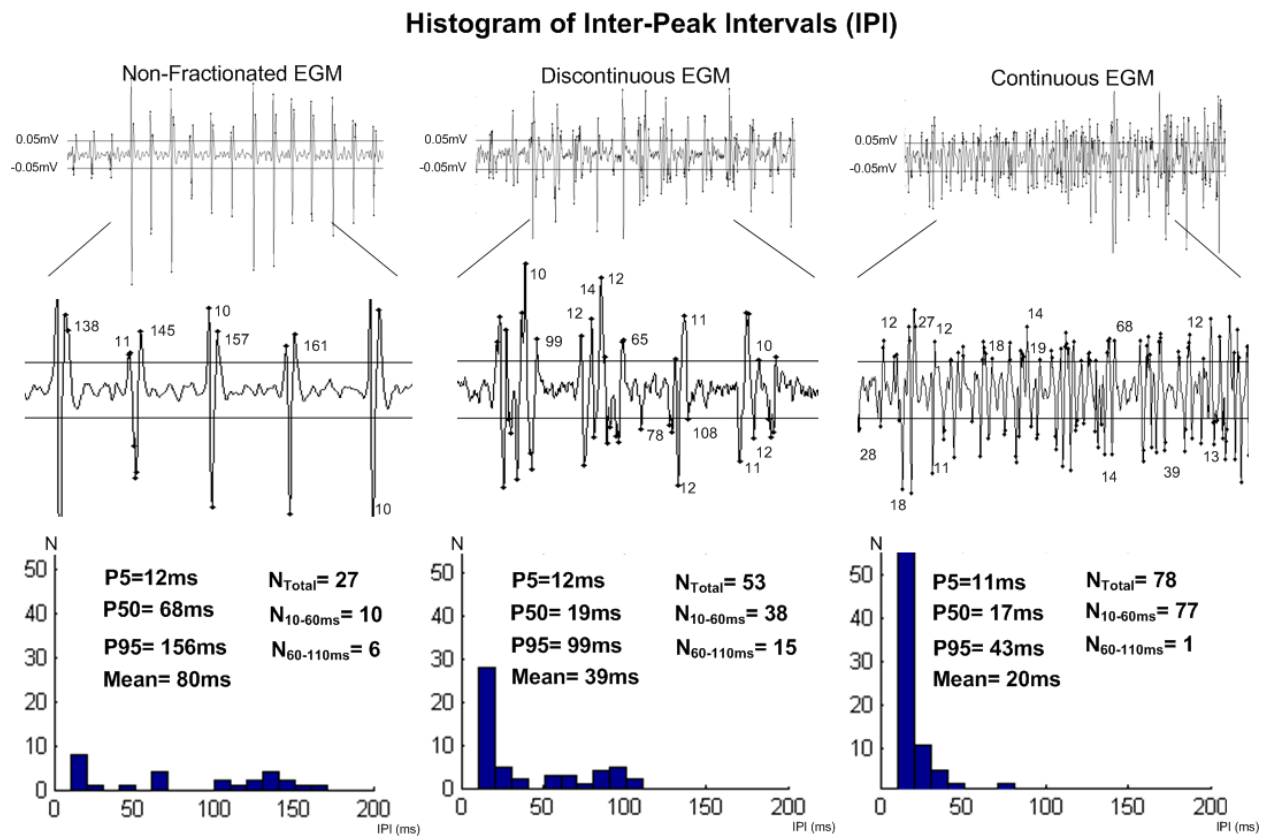 Histogram of Inter-Peak Intervals (IPI)
Non-Fractionated EGM
Discontinuous EGM
Continuous EGM
0.05mV
-0.05mV
0.05mV
-0.05mV
0.05mV
-0.05mV
138
11
145
10
157
161
10
10
99
12
14
12
65
78
11
108
12
10
11
12
12
27
12
18
14
19
68
12
28
18
11
14
39
13
N
50
40
30
20
10
0
P5=12ms
P50= 68ms
P95= 156ms
Mean= 80ms
NTotal= 27
N10-60ms= 10
N60-110ms= 6
0 50 100 150 200
IPI (ms)
N
50
40
30
20
10
0
P5=12ms
P50= 19ms
P95= 99ms
Mean= 39ms
NTotal= 53
N10-60ms= 38
N60-110ms= 15
0 50 100 150 200
IPI (ms)
N
50
40
30
20
10
0
P5=11ms
P50= 17ms
P95= 43ms
Mean= 20ms
NTotal= 78
N10-60ms= 77
N60-110ms= 1
0 50 100 150 200
IPI (ms)